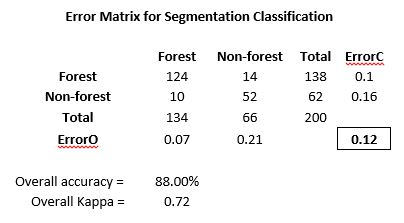 Error Matrix for Segmentation Classification
Forest Non-forest Total ErrorC
Forest 124 14 138 0.1
Non-forest 10 52 62 0.16
Total 134 66 200
ErrorO 0.07 0.21 0.12
Overall accuracy = 88.00%
Overall Kappa = 0.72